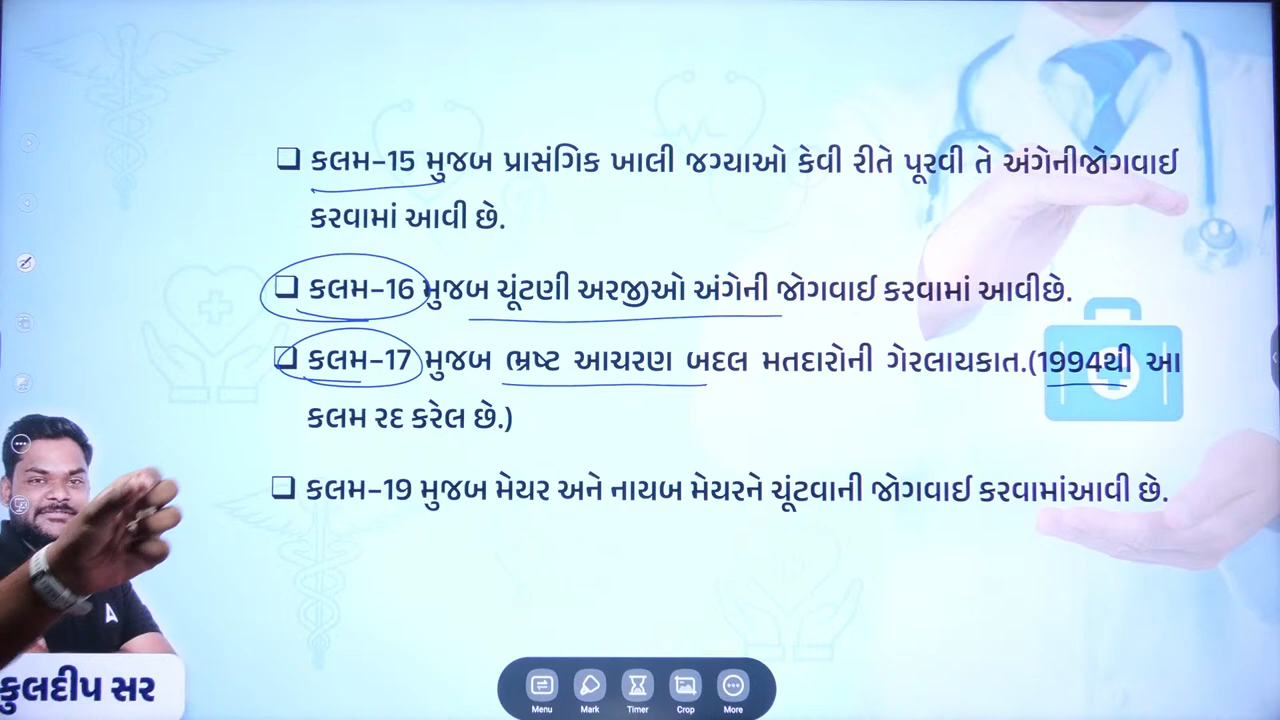 ❑ કલમ–15 મુજબ પ્રાસંગિક ખાલી જગ્યાઓ કેવી રીતે પૂરવી તે અંગેનીજોગવાઈ
કરવામાં આવી છે.
❑ કલમ–16 મુજબ ચૂંટણી અરજીઓ અંગેની જોગવાઈ કરવામાં આવીછે.
❑ કલમ–17 મુજબ ભ્રષ્ટ આચરણ બદલ મતદારોની ગેરલાયકાત.(1994થી આ
કલમ રદ કરેલ છે.)
❑ કલમ–19 મુજબ મેયર અને નાયબ મેયરને ચૂંટવાની જોગવાઈ કરવામાંઆવી છે.
A
કુલદીપ સર
Menu Mark Timer Crop More